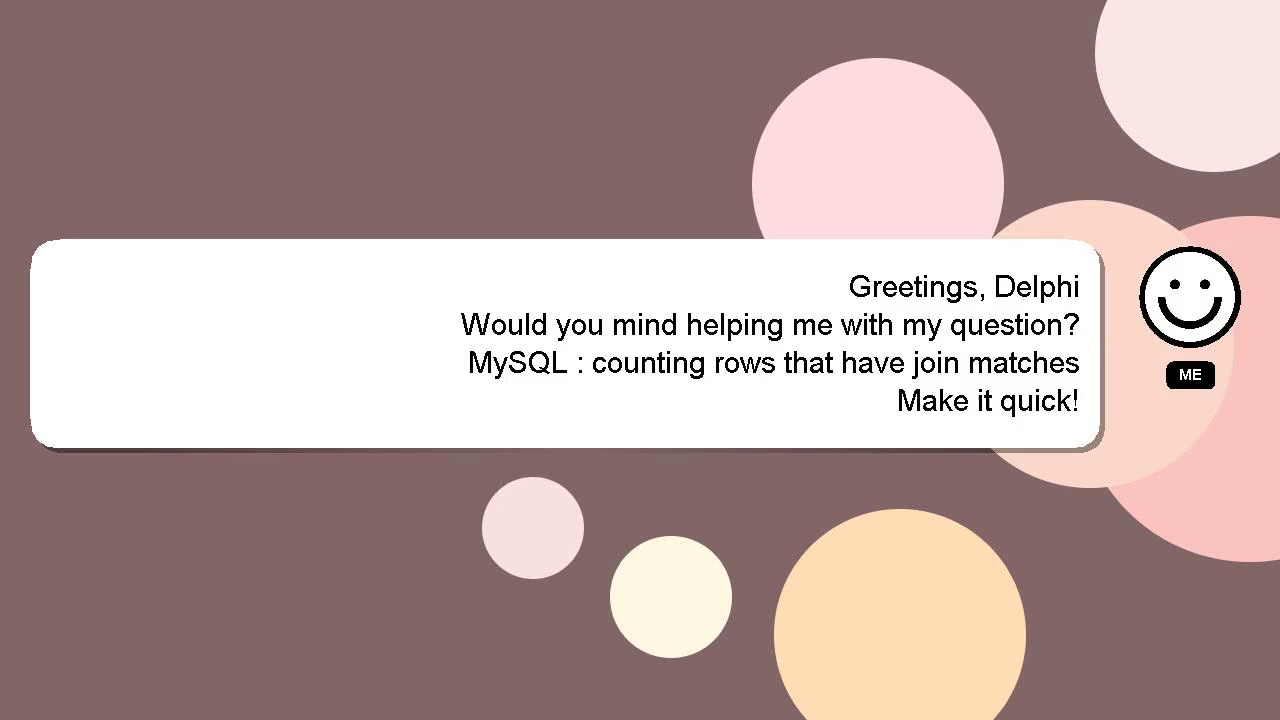 Greetings, Delphi
Would you mind helping me with my question?
MySQL : counting rows that have join matches
Make it quick!
ME